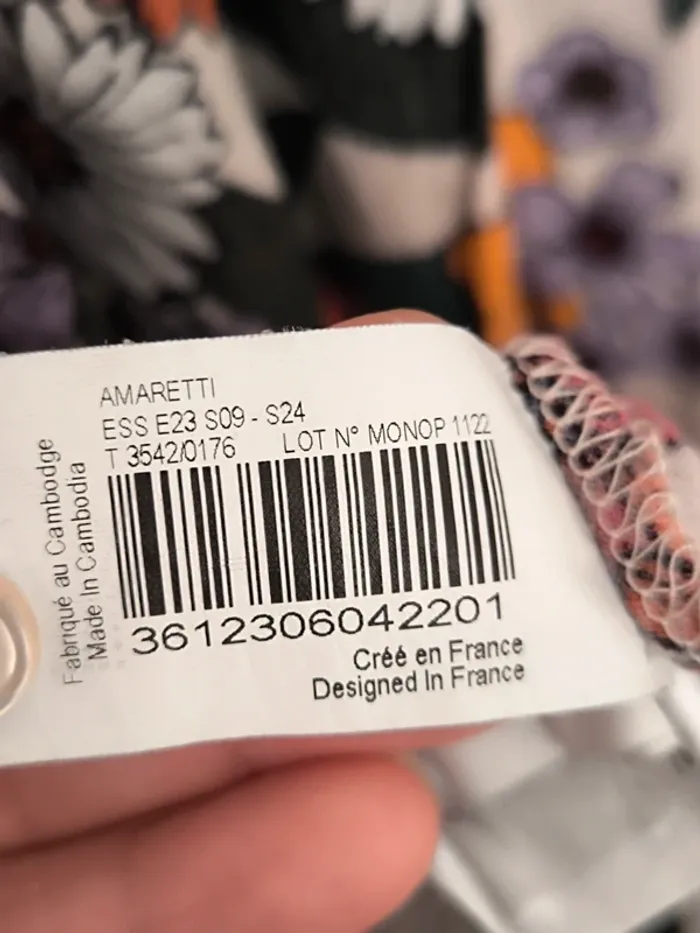 AMARETTI
ESS E23 S09 - S24
T 3542/0176 LOT N° MONOP 1122
3612306042201
Créé en France
Designed In France
Fabriqué au Cambodge
Made In Cambodia